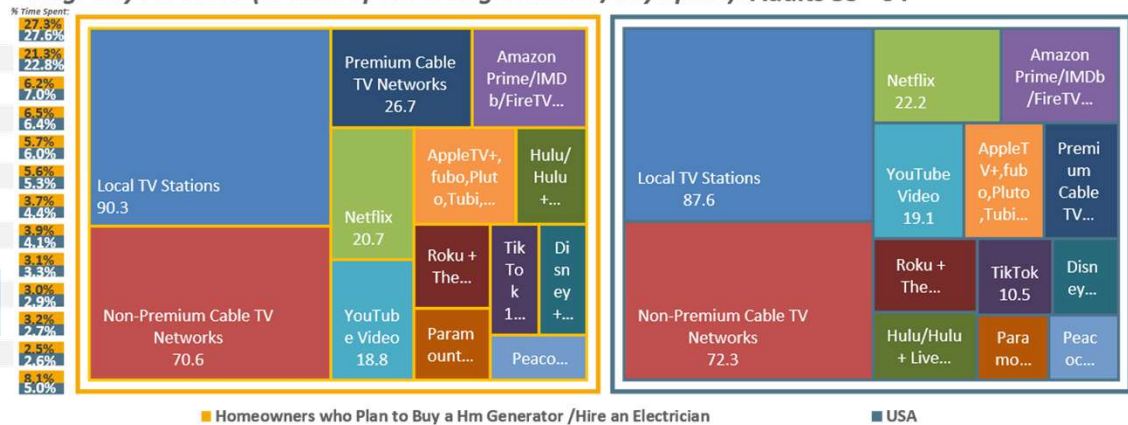 % Time Spent:
27.3%
27.6%
21.3%
22.8%
6.2%
7.0%
6.5%
6.4%
5.7%
6.0%
5.6%
5.3%
3.7%
4.4%
3.9%
4.1%
3.1%
3.3%
3.0%
2.9%
3.2%
2.7%
2.5%
2.6%
8.1%
5.0%
Local TV Stations
90.3
Non-Premium Cable TV
Networks
70.6
Premium Cable
TV Networks
26.7
Amazon
Prime/IMD
b/FireTV...
Netflix
20.7
AppleTV+,
fubo,Plut
o,Tubi,...
Hulu/
Hulu
+...
YouTub
e Video
18.8
Roku +
The...
Tik
To
k
1...
Di
sn
ey
+...
Param
ount...
Peaco...
Local TV Stations
87.6
Non-Premium Cable TV
Networks
72.3
Netflix
22.2
Amazon
Prime/IMDb
/FireTV...
YouTube
Video
19.1
AppleT
V+,fub
o,Pluto
,Tubi...
Premi
um
Cable
TV...
Roku +
The...
TikTok
10.5
Disn
ey...
Hulu/Hulu
+ Live...
Para
mo...
Peac
oc...
Homeowners who Plan to Buy a Hm Generator /Hire an Electrician
USA